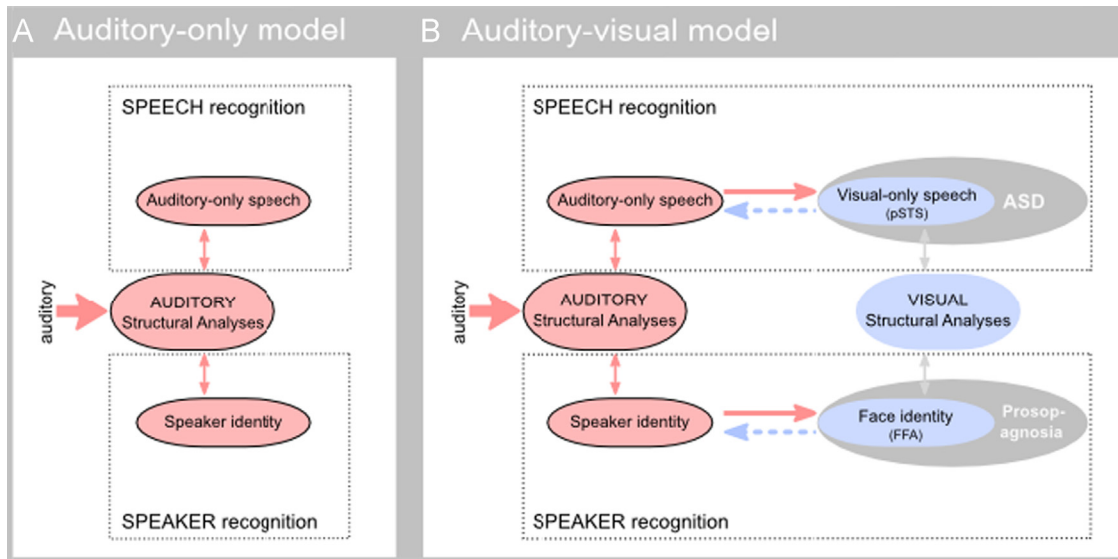 A Auditory-only model
SPEECH recognition
Auditory-only speech
auditory
AUDITORY
Structural Analyses
Speaker identity
SPEAKER recognition
B Auditory-visual model
SPEECH recognition
Auditory-only speech
Visual-only speech
(pSTS)
ASD
auditory
AUDITORY
Structural Analyses
VISUAL
Structural Analyses
Speaker identity
Face identity
(FFA)
Prosop-
agnosia
SPEAKER recognition